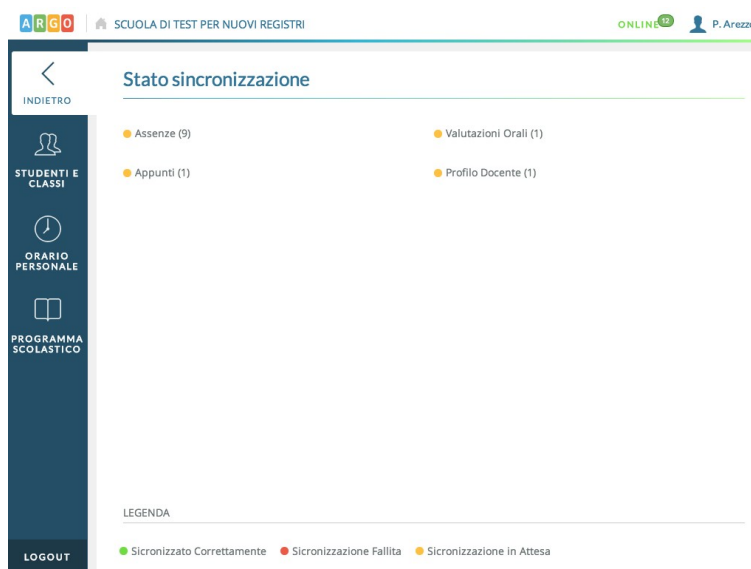 ARGO SCUOLA DI TEST PER NUOVI REGISTRI ONLINE 12 P. Arezzo
INDIETRO
Stato sincronizzazione
Assenze (9) Valutazioni Orali (1)
Appunti (1) Profilo Docente (1)
STUDENTI E
CLASSI
ORARIO
PERSONALE
PROGRAMMA
SCOLASTICO
LEGENDA
Sicronizzato Correttamente Sicronizzazione Fallita Sicronizzazione in Attesa
LOGOUT